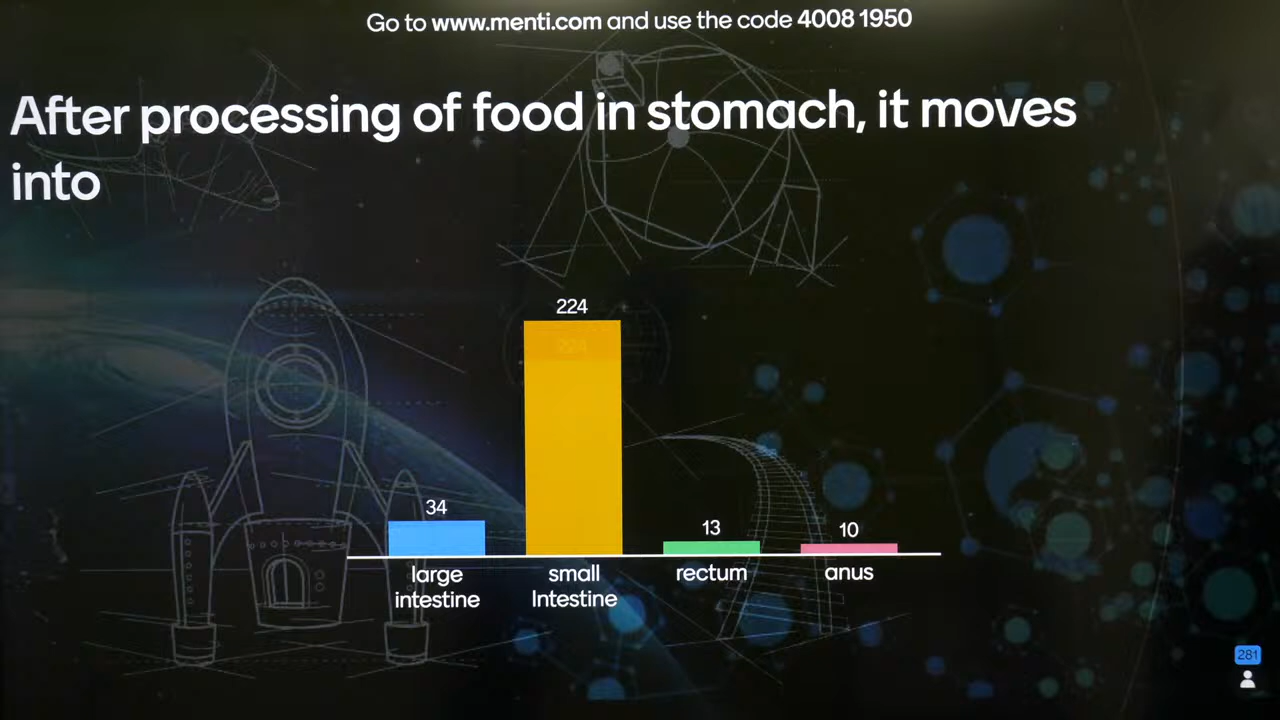 Go to www.menti.com and use the code 4008 1950
After processing of food in stomach, it moves
into
224
34
13
10
large
intestine
small
Intestine
rectum
anus
281